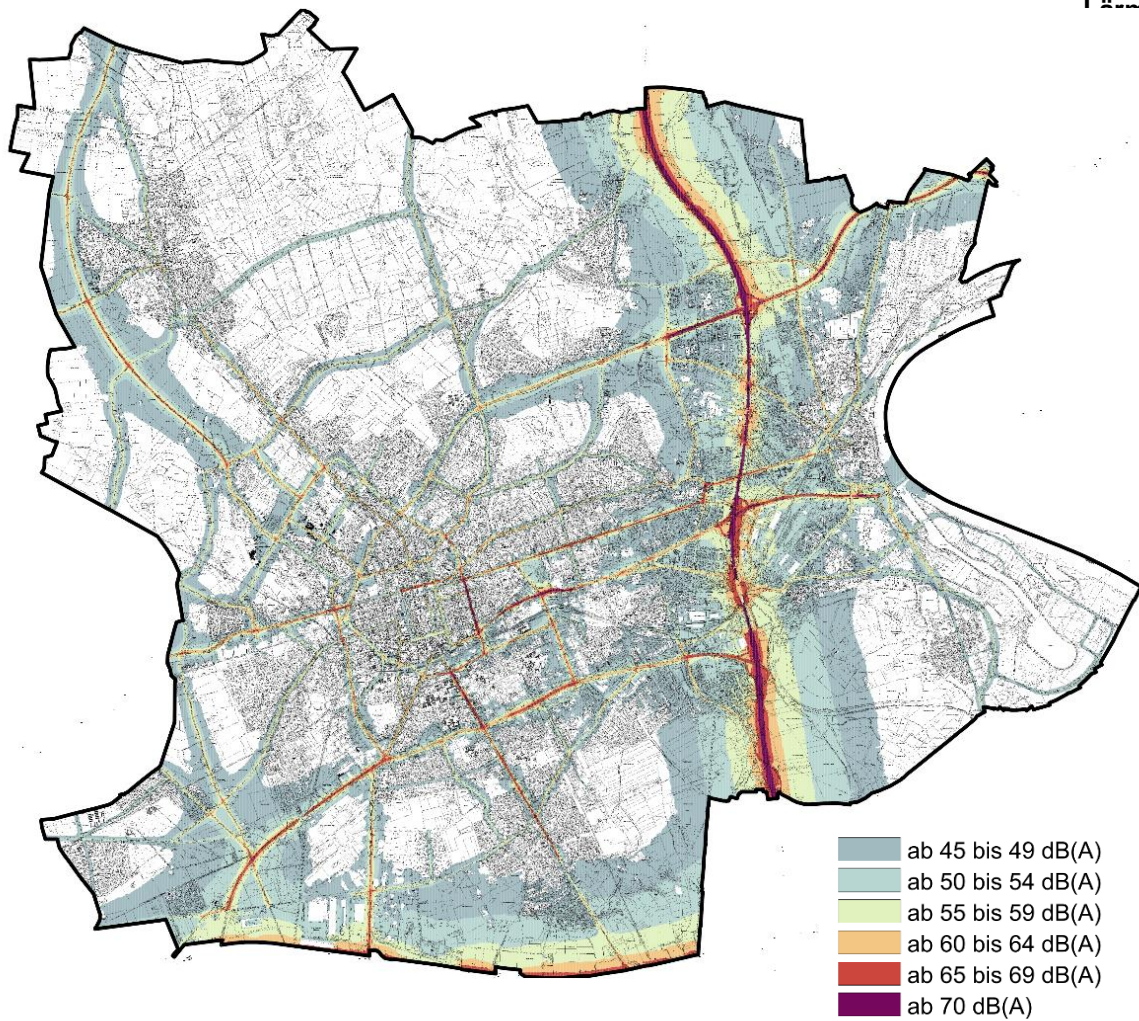 ab 45 bis 49 dB(A)
ab 50 bis 54 dB(A)
ab 55 bis 59 dB(A)
ab 60 bis 64 dB(A)
ab 65 bis 69 dB(A)
ab 70 dB(A)